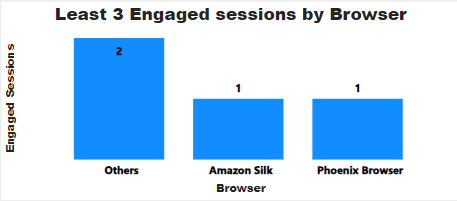 Least 3 Engaged sessions by Browser
Engaged Sessions
2
1
1
Others
Amazon Silk
Phoenix Browser
Browser